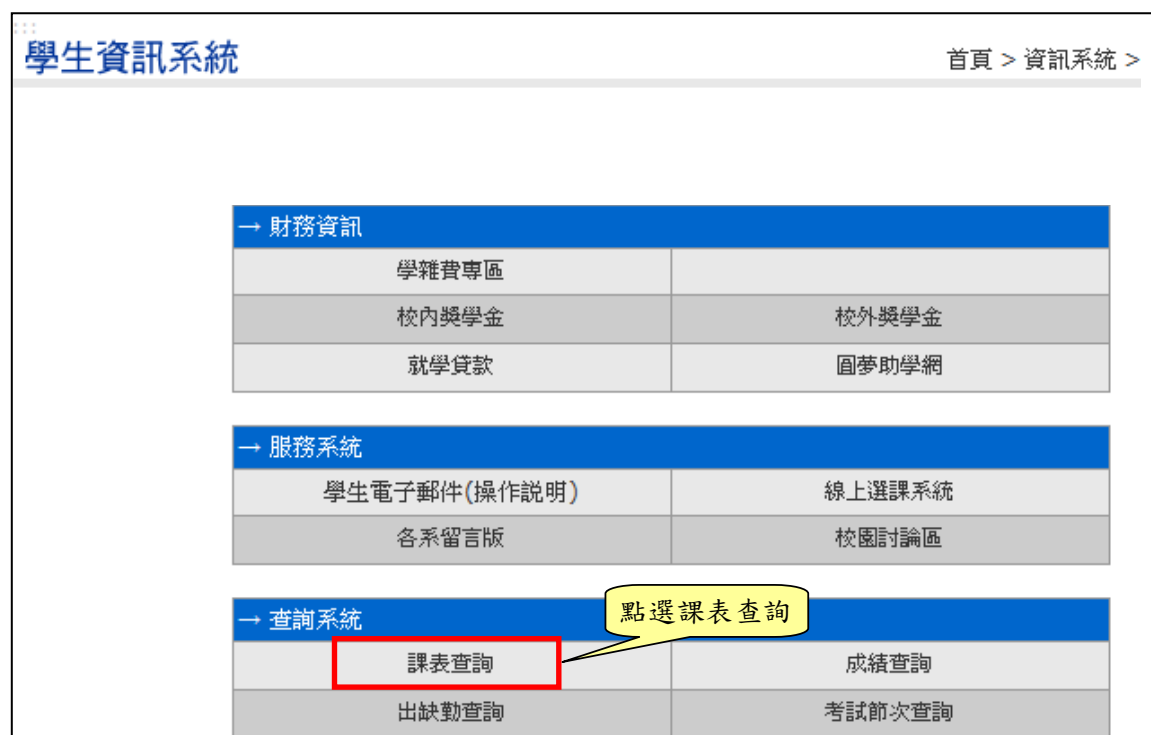 學生資訊系統
首頁 > 資訊系統 >
→ 財務資訊
學雜費專區
校內獎學金 校外獎學金
就學貸款 圓夢助學網
→ 服務系統
學生電子郵件(操作說明) 線上選課系統
各系留言版 校園討論區
點選課表查詢
→ 查詢系統
課表查詢 成績查詢
出缺勤查詢 考試節次查詢